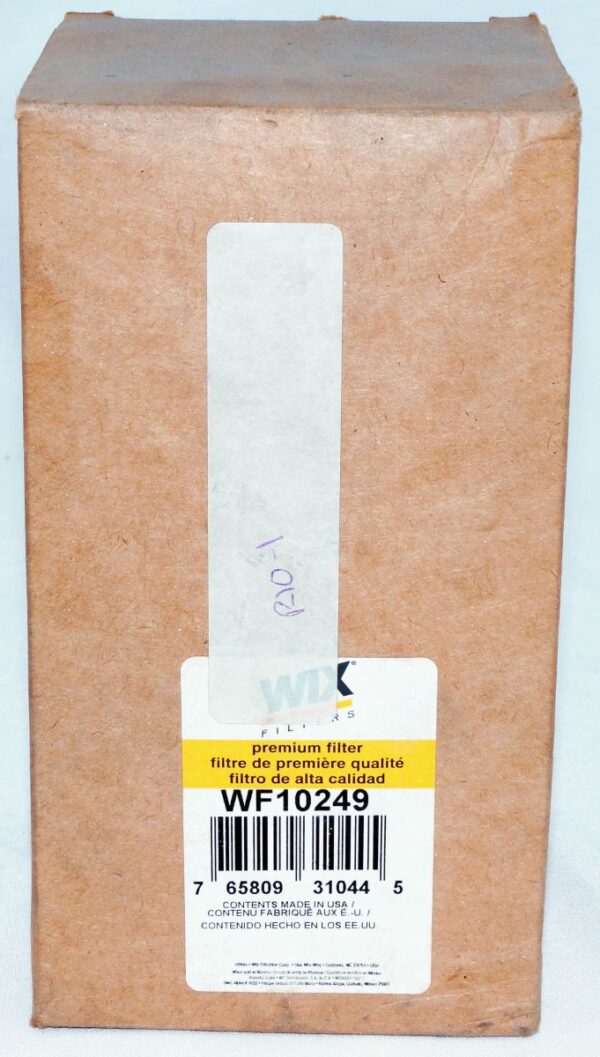 R10-1
WIX
FILTERS
premium filter
filtre de première qualité
filtro de alta calidad
WF10249
7 65809 31044 5
CONTENTS MADE IN USA /
CONTENU FABRIQUÉ AUX É.-U. /
CONTENIDO HECHO EN LOS EE.UU.